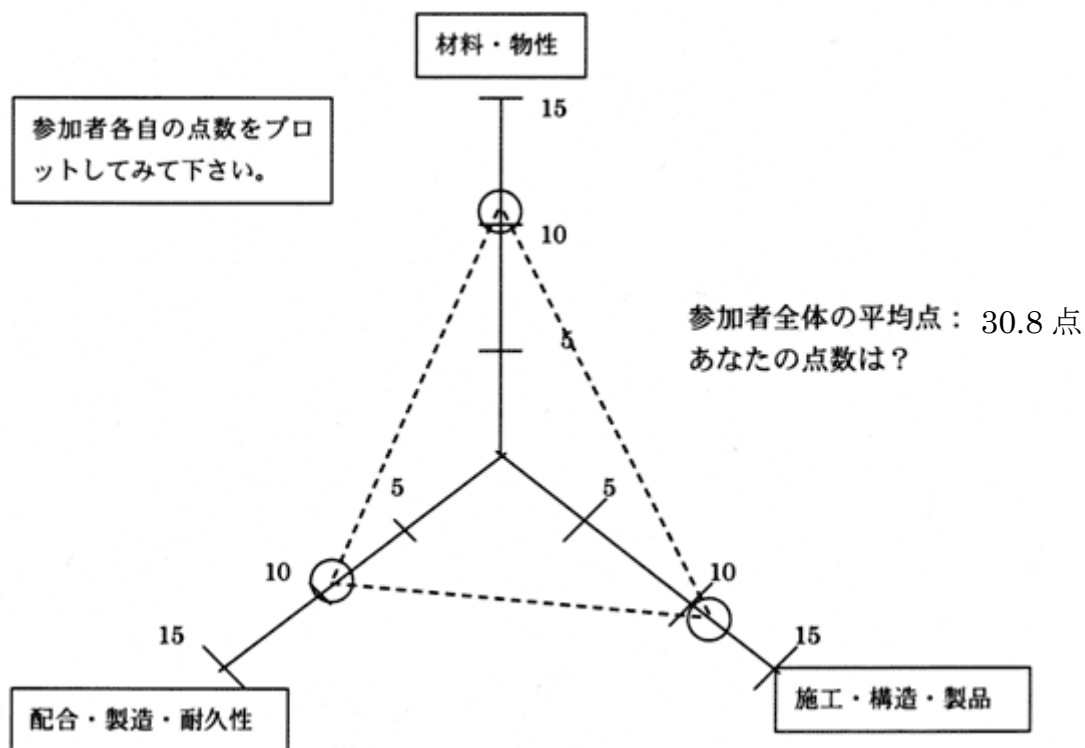 材料・物性
15
参加者各自の点数をプロ
ットしてみて下さい。
10
参加者全体の平均点： 30.8 点
5
あなたの点数は？
5
5
10
10
15
15
配合・製造・耐久性
施工・構造・製品